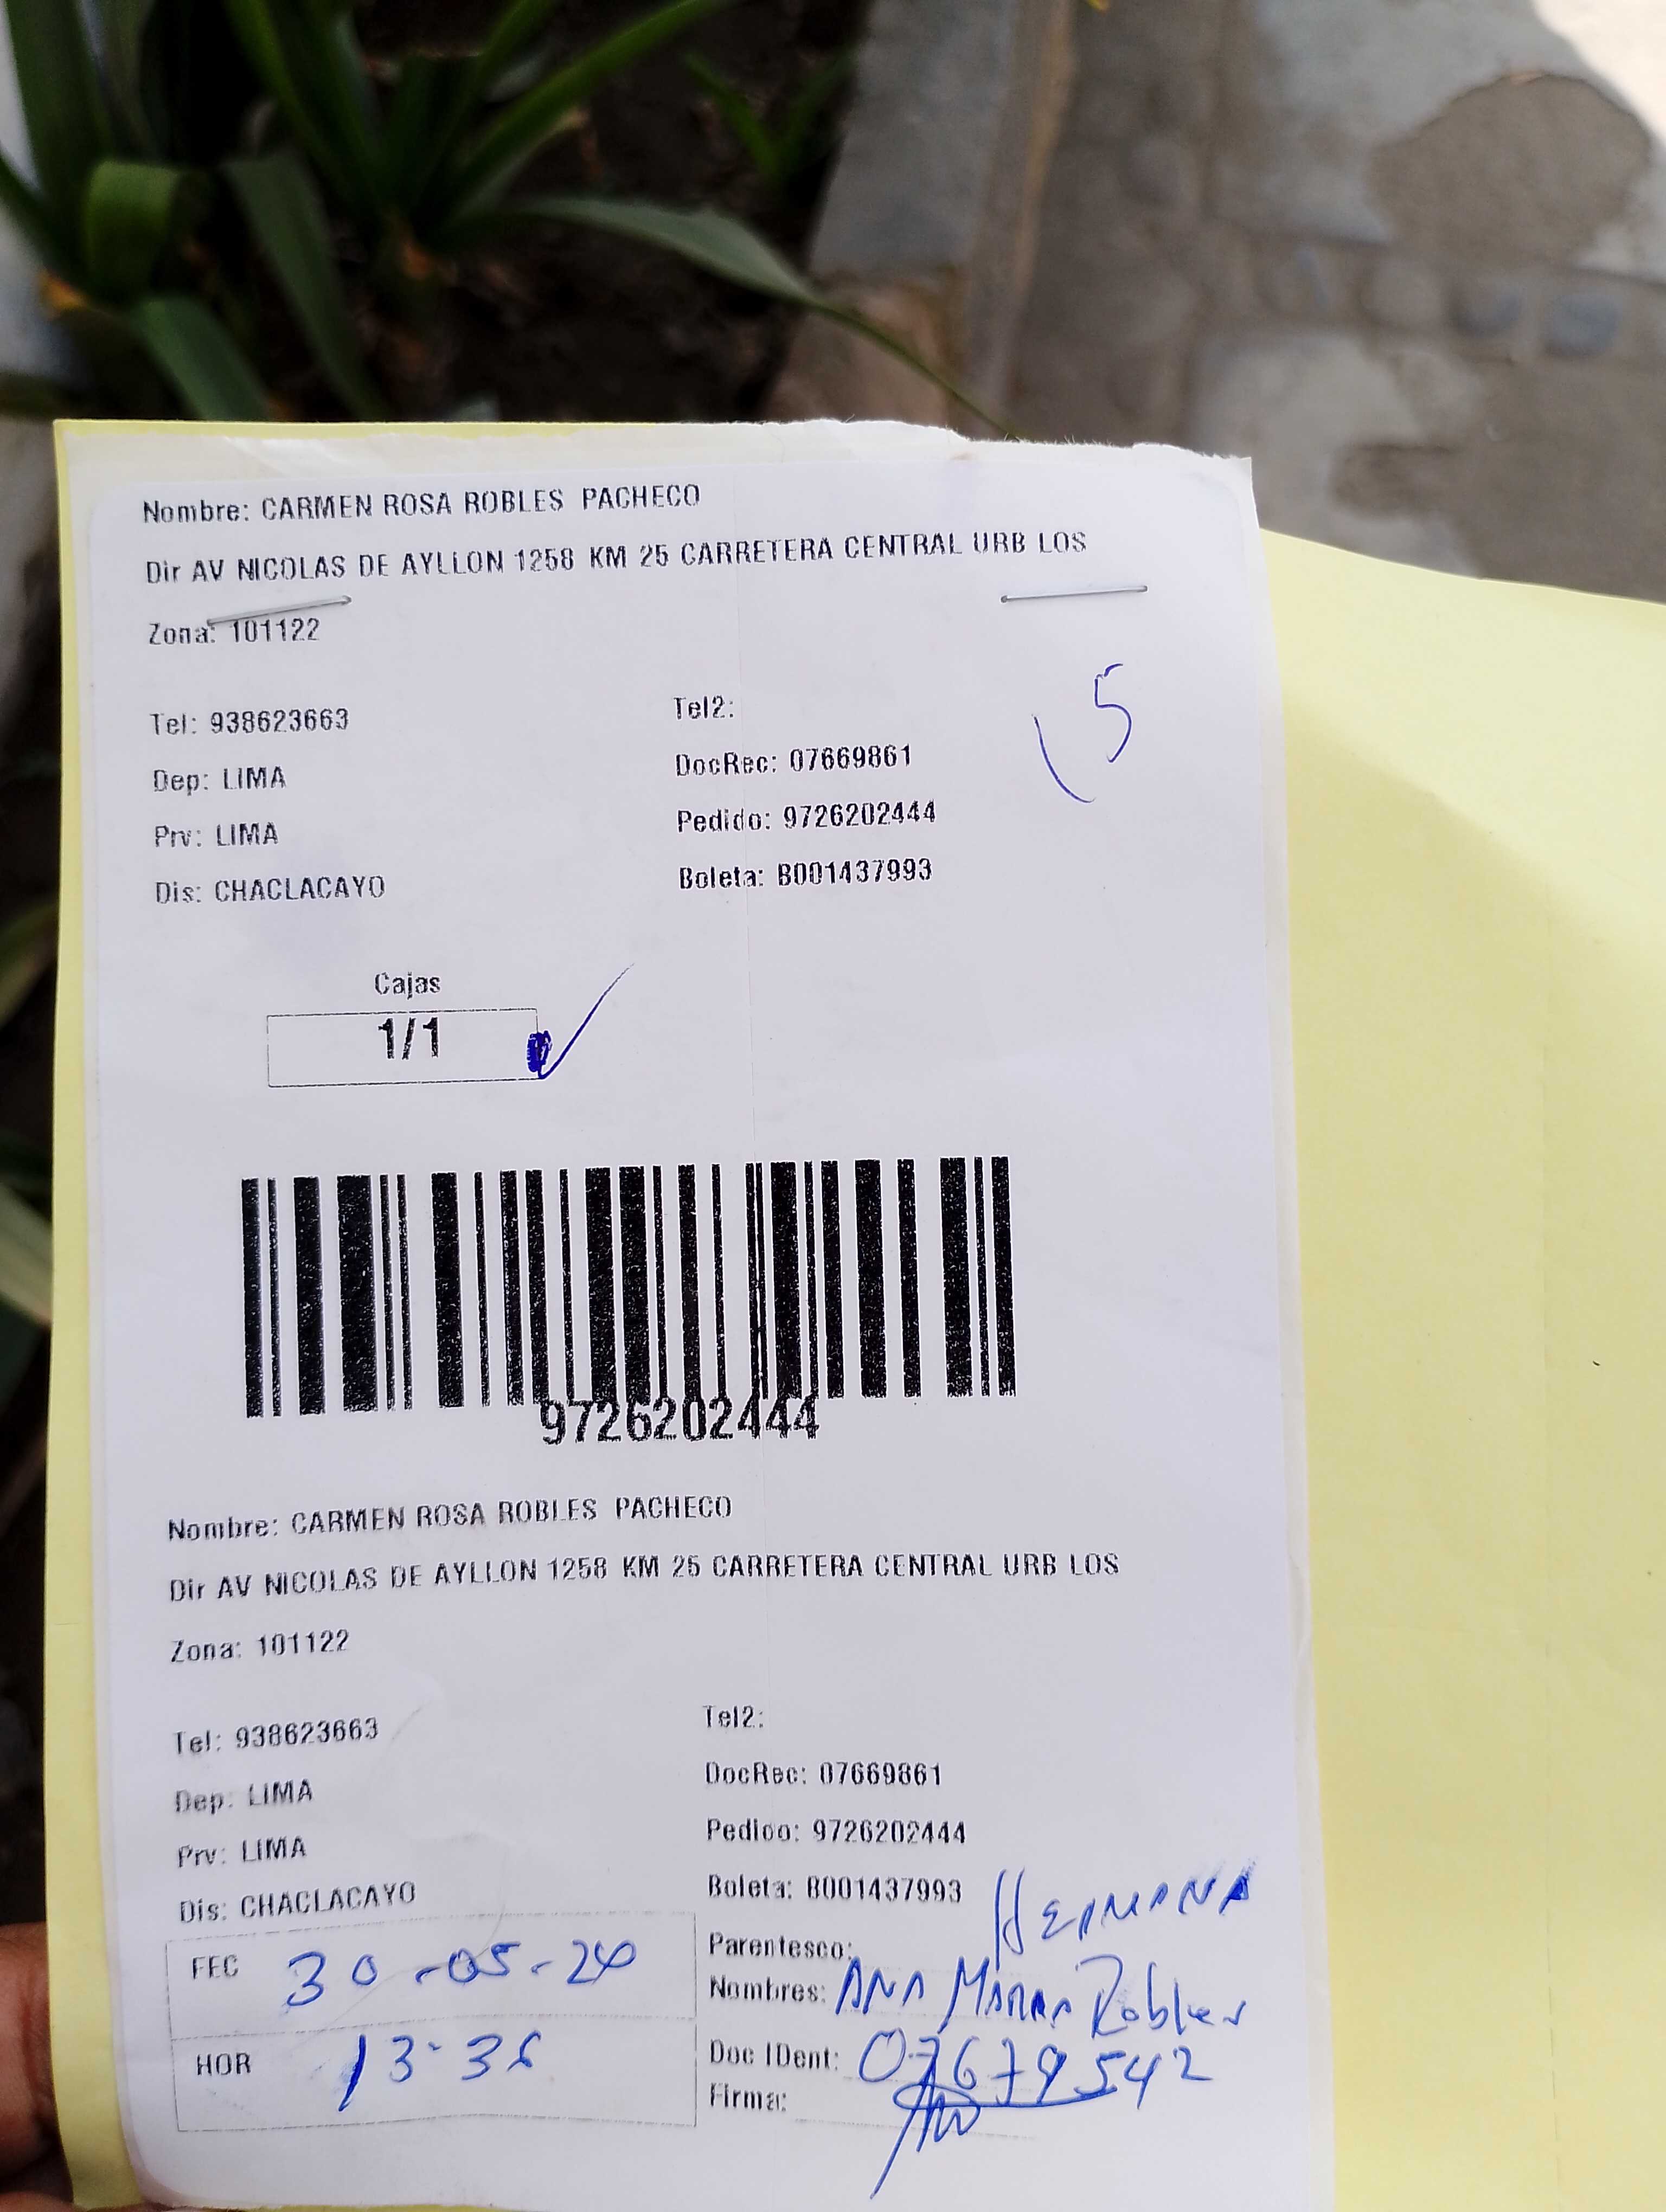 Nombre: CARMEN ROSA ROBLES PACHECO
Dir AV NICOLAS DE AYLLON 1258 KM 25 CARRETERA CENTRAL URB LOS
Zona: 101122
15
Tel: 938623663 Tel2:
Dep: LIMA DocRec: 07669861
Prv: LIMA Pedido: 9726202444
Dis: CHACLACAYO Boleta: B001437993
Cajas
1/1
9726202444
Nombre: CARMEN ROSA ROBLES PACHECO
Dir AV NICOLAS DE AYLLON 1258 KM 25 CARRETERA CENTRAL URB LOS
Zona: 101122
Tel: 938623663 Tel2:
Dep: LIMA DocRec: 07669861
Prv: LIMA Pedido: 9726202444
Dis: CHACLACAYO Boleta: B001437993
FEC 30-05-24 Parentesco: HERMANA
Nombres: ANA MARIA Robles
HOR Doc IDent: 07679542
Firma: